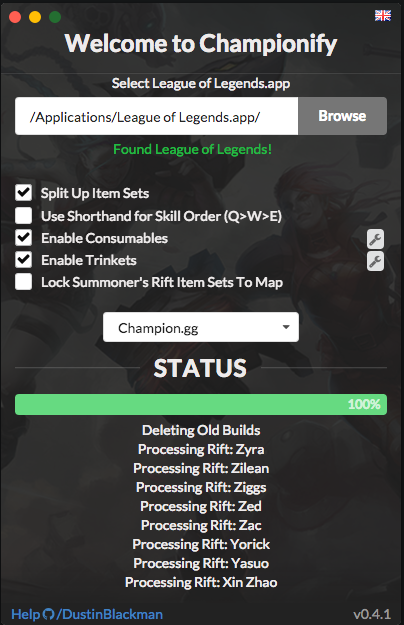 Welcome to Championify
Select League of Legends.app
/Applications/League of Legends.app/ Browse
Found League of Legends!
Split Up Item Sets
Use Shorthand for Skill Order (Q>W>E)
Enable Consumables
Enable Trinkets
Lock Summoner's Rift Item Sets To Map
Champion.gg
STATUS
100%
Deleting Old Builds
Processing Rift: Zyra
Processing Rift: Zilean
Processing Rift: Ziggs
Processing Rift: Zed
Processing Rift: Zac
Processing Rift: Yorick
Processing Rift: Yasuo
Processing Rift: Xin Zhao
Help /DustinBlackman v0.4.1